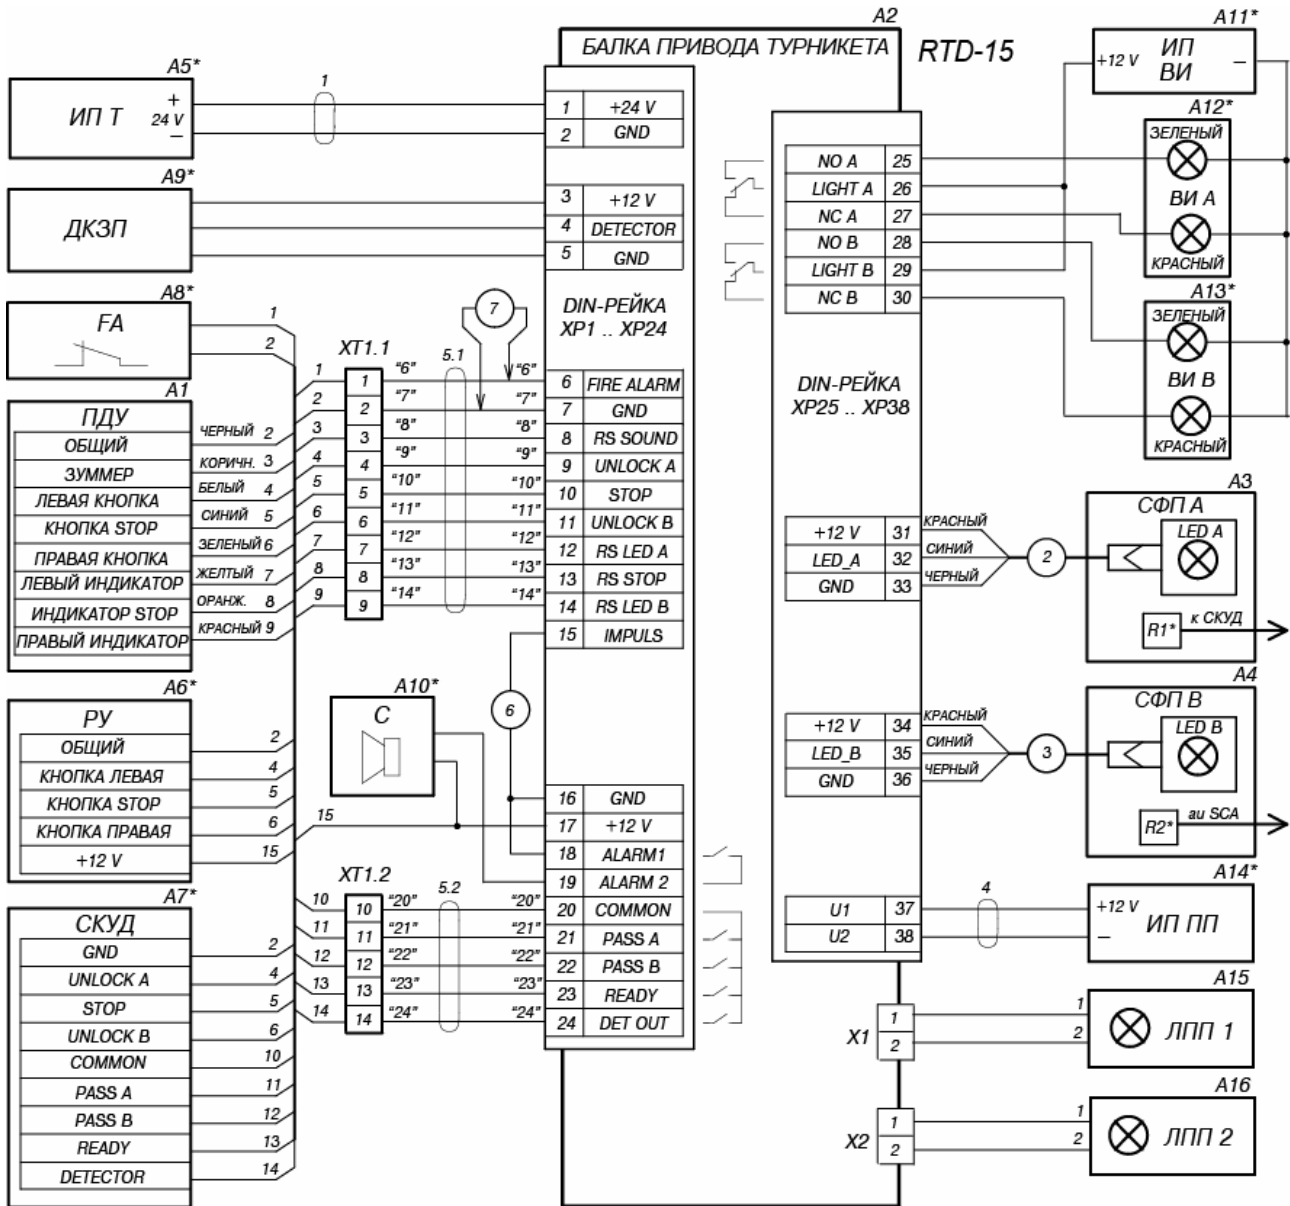 A2
БАЛКА ПРИВОДА ТУРНИКЕТА
RTD-15
A5*
ИП Т
+
24 V
–
1
1 +24 V
2 GND
A9*
ДКЗП
3 +12 V
4 DETECTOR
5 GND
A8*
FA
1
2
7
DIN-РЕЙКА
XP1 .. XP24
A1
ПДУ
ОБЩИЙ
ЗУММЕР
ЛЕВАЯ КНОПКА
КНОПКА STOP
ПРАВАЯ КНОПКА
ЛЕВЫЙ ИНДИКАТОР
ИНДИКАТОР STOP
ПРАВЫЙ ИНДИКАТОР
ЧЕРНЫЙ 2
КОРИЧН. 3
БЕЛЫЙ 4
СИНИЙ 5
ЗЕЛЕНЫЙ 6
ЖЕЛТЫЙ 7
ОРАНЖ. 8
КРАСНЫЙ 9
XT1.1
5.1
1 1 "6" "6"
2 2 "7" "7"
3 3 "8" "8"
4 4 "9" "9"
5 5 "10" "10"
6 6 "11" "11"
7 7 "12" "12"
8 8 "13" "13"
9 9 "14" "14"
6 FIRE ALARM
7 GND
8 RS SOUND
9 UNLOCK A
10 STOP
11 UNLOCK B
12 RS LED A
13 RS STOP
14 RS LED B
15 IMPULS
6
A6*
РУ
ОБЩИЙ 2
КНОПКА ЛЕВАЯ 4
КНОПКА STOP 5
КНОПКА ПРАВАЯ 6
+12 V 15
A10*
С
15
16 GND
17 +12 V
18 ALARM1
19 ALARM 2
20 COMMON
21 PASS A
22 PASS B
23 READY
24 DET OUT
A7*
СКУД
GND 2
UNLOCK A 4
STOP 5
UNLOCK B 6
COMMON 10
PASS A 11
PASS B 12
READY 13
DETECTOR 14
XT1.2
5.2
10 10 "20" "20"
11 11 "21" "21"
12 12 "22" "22"
13 13 "23" "23"
14 14 "24" "24"
NO A 25
LIGHT A 26
NC A 27
NO B 28
LIGHT B 29
NC B 30
DIN-РЕЙКА
XP25 .. XP38
+12 V 31
LED_A 32
GND 33
КРАСНЫЙ
СИНИЙ
ЧЕРНЫЙ
2
+12 V 34
LED_B 35
GND 36
КРАСНЫЙ
СИНИЙ
ЧЕРНЫЙ
3
U1 37
U2 38
4
X1
1
2
X2
1
2
A11*
+12 V
ИП
ВИ
–
A12*
ЗЕЛЕНЫЙ
ВИ А
КРАСНЫЙ
A13*
ЗЕЛЕНЫЙ
ВИ В
КРАСНЫЙ
A3
СФП А
LED A
R1*
к СКУД
A4
СФП В
LED B
R2*
au SCA
A14*
+12 V
–
ИП ПП
A15
1
2
ЛПП 1
A16
1
2
ЛПП 2